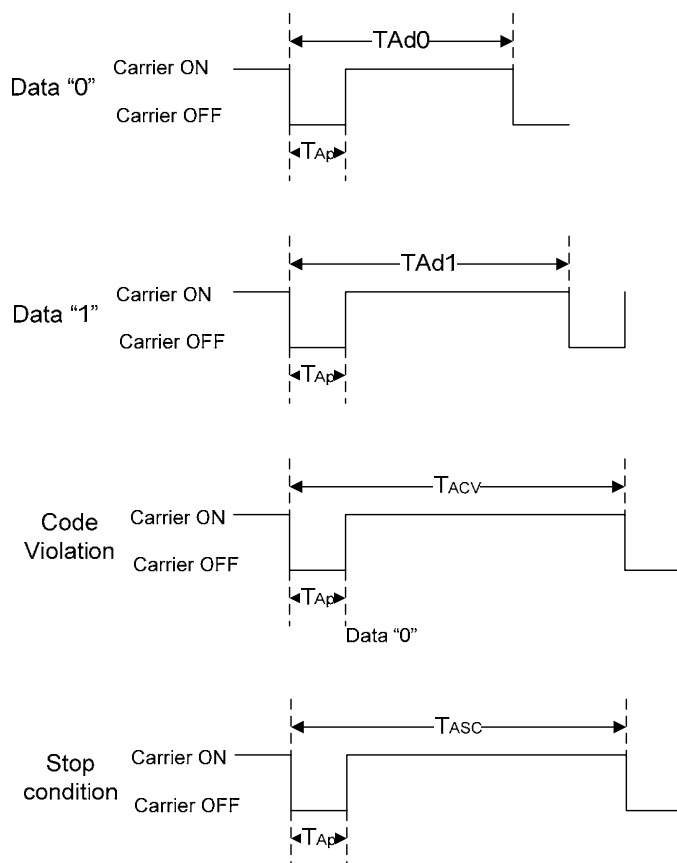 TAd0
Carrier ON
Data “0”
Carrier OFF
TAp
TAd1
Carrier ON
Data “1”
Carrier OFF
TAp
TACV
Carrier ON
Code
Violation
Carrier OFF
TAp
Data “0”
TASC
Carrier ON
Stop
condition
Carrier OFF
TAp